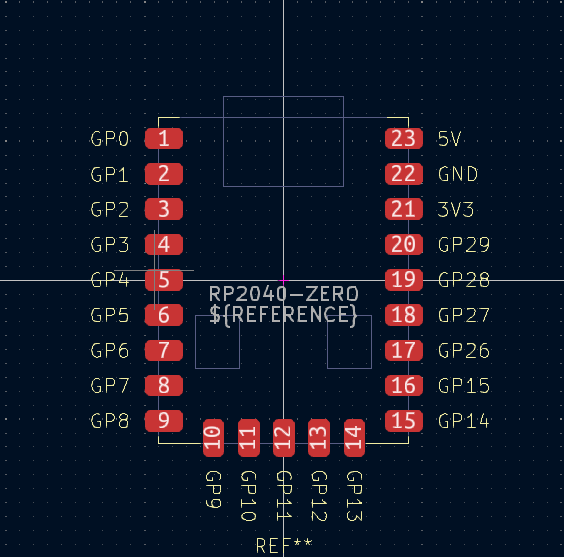 GP0 1 23 5V
GP1 2 22 GND
GP2 3 21 3V3
GP3 4 20 GP29
GP4 5 19 GP28
RP2040-ZERO
GP5 6 ${REFERENCE} 18 GP27
GP6 7 17 GP26
GP7 8 16 GP15
GP8 9 15 GP14
10 11 12 13 14
GP9 GP10 GP11 GP12 GP13
REF**